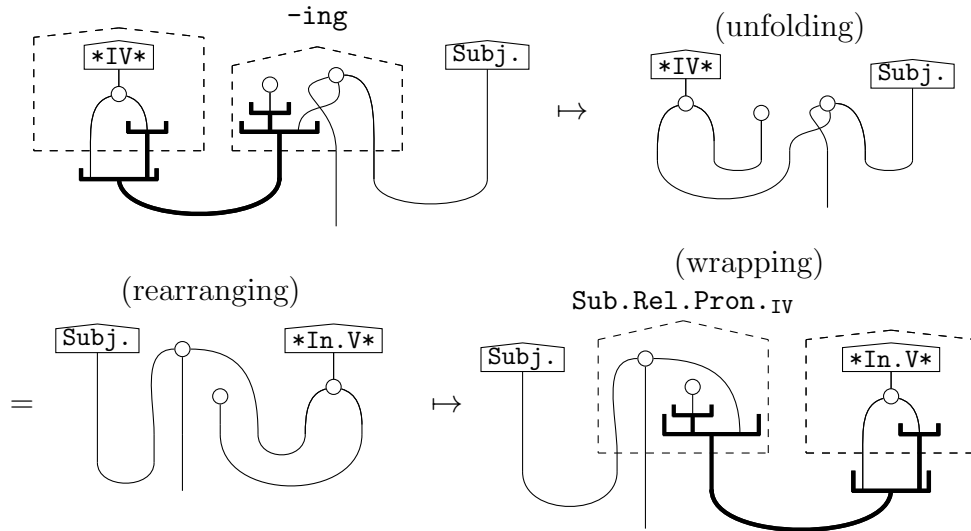 -ing
(unfolding)
*IV*
Subj.
*IV*
Subj.
↦
(rearranging)
(wrapping)
Sub.Rel.Pron.IV
Subj.
*In.V*
Subj.
*In.V*
=
↦